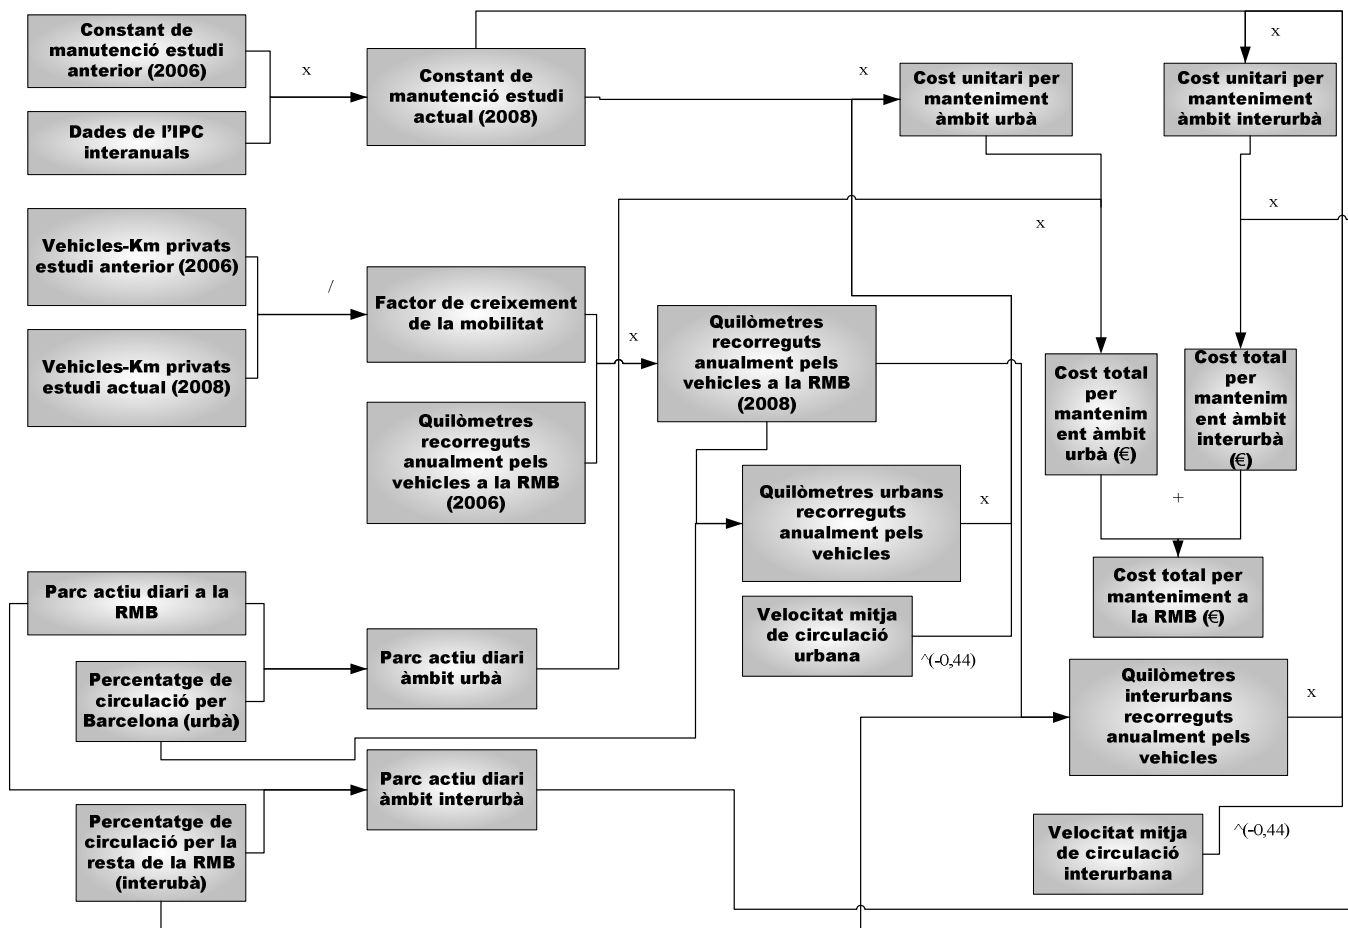 Constant de
manutenció estudi
anterior (2006)
x
Constant de
manutenció estudi
actual (2008)
x
Cost unitari per
manteniment
àmbit urbà
x
Cost unitari per
manteniment
àmbit interurbà
Dades de l'IPC
interanuals
Vehicles-Km privats
estudi anterior (2006)
/
Vehicles-Km privats
estudi actual (2008)
Factor de creixement
de la mobilitat
x
Quilòmetres
recorreguts
anualment pels
vehicles a la RMB
(2006)
Quilòmetres
recorreguts
anualment pels
vehicles a la RMB
(2008)
x
x
Cost total
per
mantenim
ent àmbit
urbà (€)
Cost total
per
mantenim
ent àmbit
interurbà
(€)
+
Cost total per
manteniment a
la RMB (€)
Quilòmetres urbans
recorreguts
anualment pels
vehicles
x
Velocitat mitja
de circulació
urbana
^(-0,44)
Parc actiu diari a la
RMB
Percentatge de
circulació per
Barcelona (urbà)
Parc actiu diari
àmbit urbà
Parc actiu diari
àmbit interurbà
Percentatge de
circulació per la
resta de la RMB
(interubà)
Quilòmetres
interurbans
recorreguts
anualment pels
vehicles
x
Velocitat mitja
de circulació
interurbana
^(-0,44)